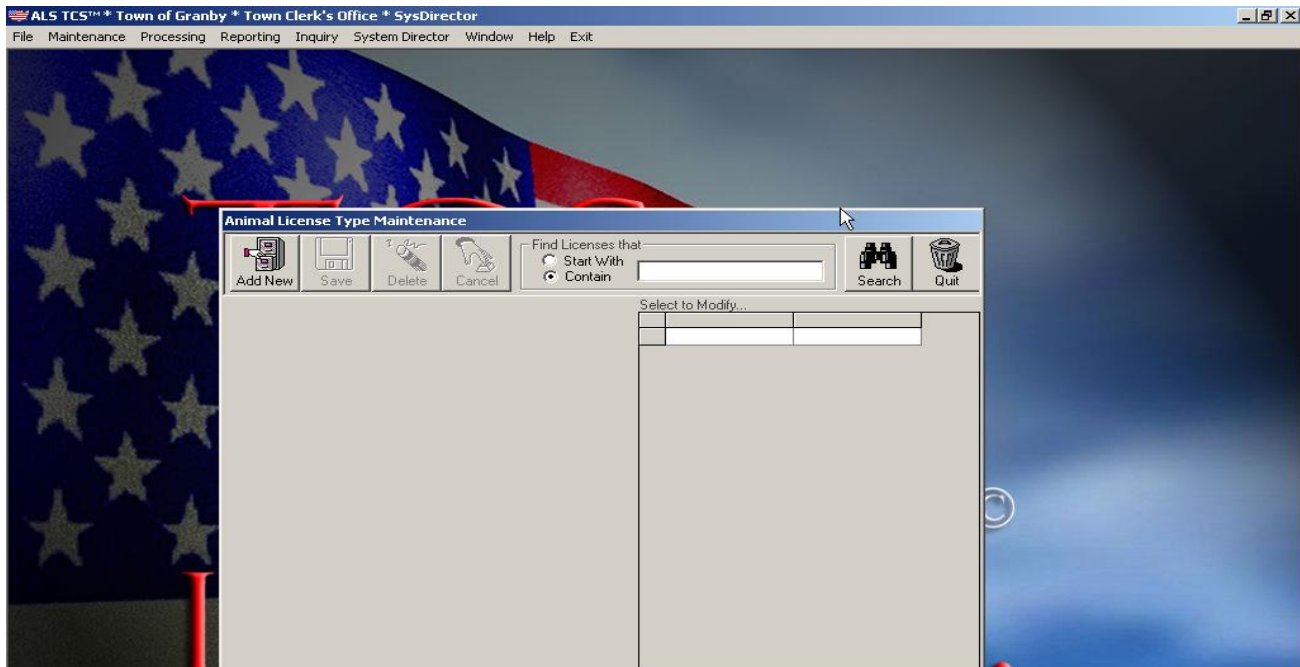 ALS TCS™ * Town of Granby * Town Clerk's Office * SysDirector
File Maintenance Processing Reporting Inquiry System Director Window Help Exit
Animal License Type Maintenance
Add New Save Delete Cancel
Find Licenses that
Start With
Contain
Search Quit
Select to Modify...
©